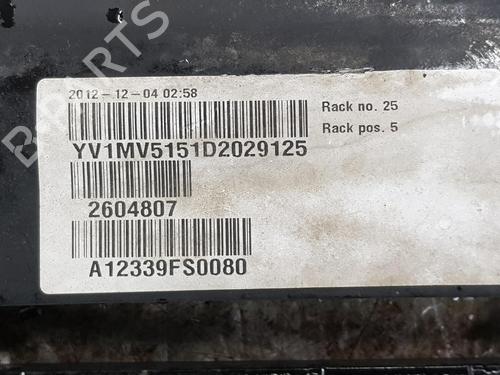 2012-12-04 02:58
Rack no. 25
YV1MV5151D2029125
Rack pos. 5
2604807
A12339FS0080
PARTS